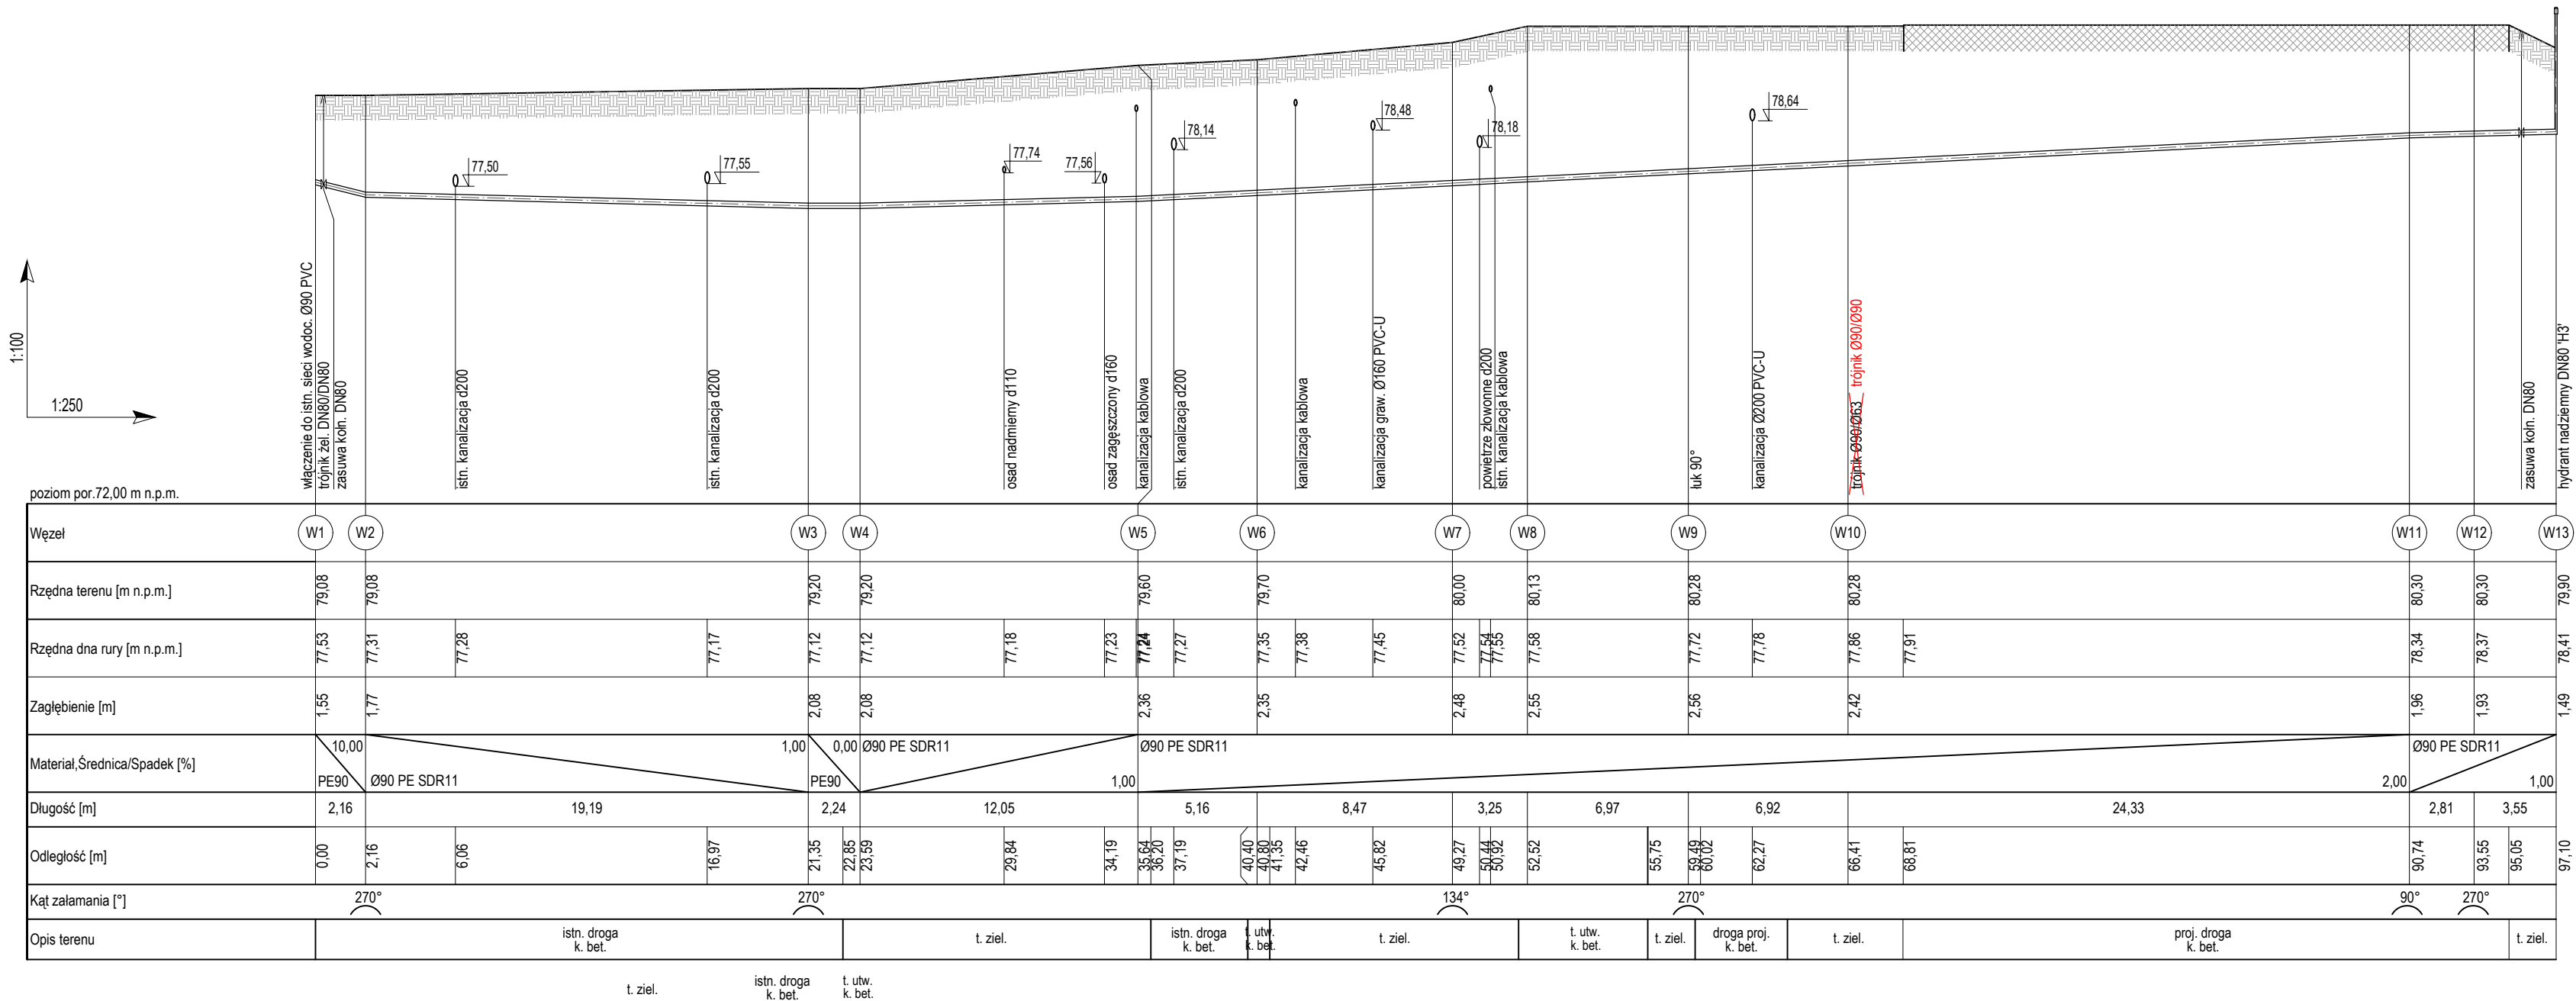 77,50
77,55
77,74
77,56
78,14
78,48
78,18
78,64
1:100
1:250
włączenie do istn. sieci wodoc. Ø90 PVC
trójnik żel. DN80/DN80
zasuwa kołn. DN80
istn. kanalizacja d200
istn. kanalizacja d200
osad nadmierny d110
osad zagęszczony d160
kanalizacja kablowa
istn. kanalizacja d200
kanalizacja kablowa
kanalizacja graw. Ø160 PVC-U
powietrze złowonne d200
istn. kanalizacja kablowa
łuk 90°
kanalizacja Ø200 PVC-U
trójnik Ø90/Ø63
trójnik Ø90/Ø90
zasuwa kołn. DN80
hydrant nadziemny DN80 'H3'
poziom por.72,00 m n.p.m.
Węzeł W1 W2 W3 W4 W5 W6 W7 W8 W9 W10 W11 W12 W13
Rzędna terenu [m n.p.m.] 79,08 79,08 79,20 79,20 79,60 79,70 80,00 80,13 80,28 80,28 80,30 80,30 79,90
Rzędna dna rury [m n.p.m.] 77,53 77,31 77,28 77,17 77,12 77,12 77,18 77,23 77,24 77,27 77,35 77,38 77,45 77,52 77,54 77,55 77,58 77,72 77,78 77,86 77,91 78,34 78,37 78,41
Zagłębienie [m] 1,55 1,77 2,08 2,08 2,36 2,35 2,48 2,55 2,56 2,42 1,96 1,93 1,49
Materiał,Średnica/Spadek [%]
10,00 1,00 0,00 Ø90 PE SDR11 Ø90 PE SDR11 Ø90 PE SDR11
PE90 Ø90 PE SDR11 PE90 1,00 2,00 1,00
Długość [m] 2,16 19,19 2,24 12,05 5,16 8,47 3,25 6,97 6,92 24,33 2,81 3,55
Odległość [m] 0,00 2,16 6,06 16,97 21,35 22,85 23,59 29,84 34,19 35,64 36,20 37,19 40,40 40,80 41,35 42,46 45,82 49,27 50,44 50,92 52,52 55,75 59,49 60,02 62,27 66,41 68,81 90,74 93,55 95,05 97,10
Kąt załamania [°] 270° 270° 134° 270° 90° 270°
Opis terenu
istn. droga
k. bet.
t. ziel.
istn. droga
k. bet.
t. utw.
k. bet.
t. ziel.
t. utw.
k. bet.
t. ziel.
droga proj.
k. bet.
t. ziel.
proj. droga
k. bet.
t. ziel.
t. ziel.
istn. droga
k. bet.
t. utw.
k. bet.